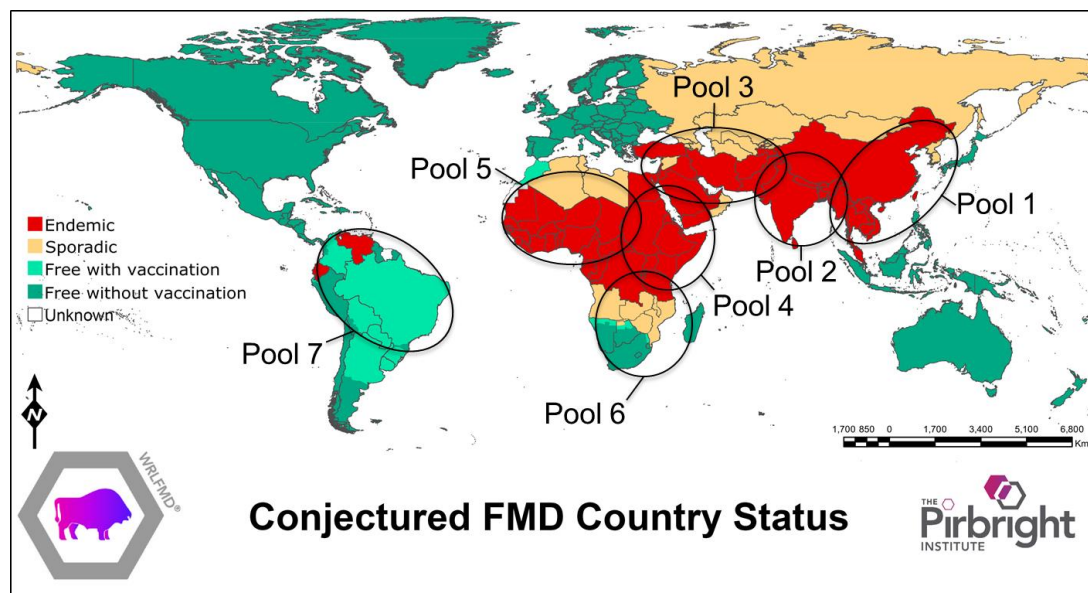 Pool 3
Pool 5
Pool 1
Endemic
Sporadic
Free with vaccination
Free without vaccination
Unknown
Pool 2
Pool 4
Pool 7
Pool 6
N
1,700 850 0 1,700 3,400 5,100 6,800
Km
WRLFMD®
Conjectured FMD Country Status
THE
Pirbright
INSTITUTE